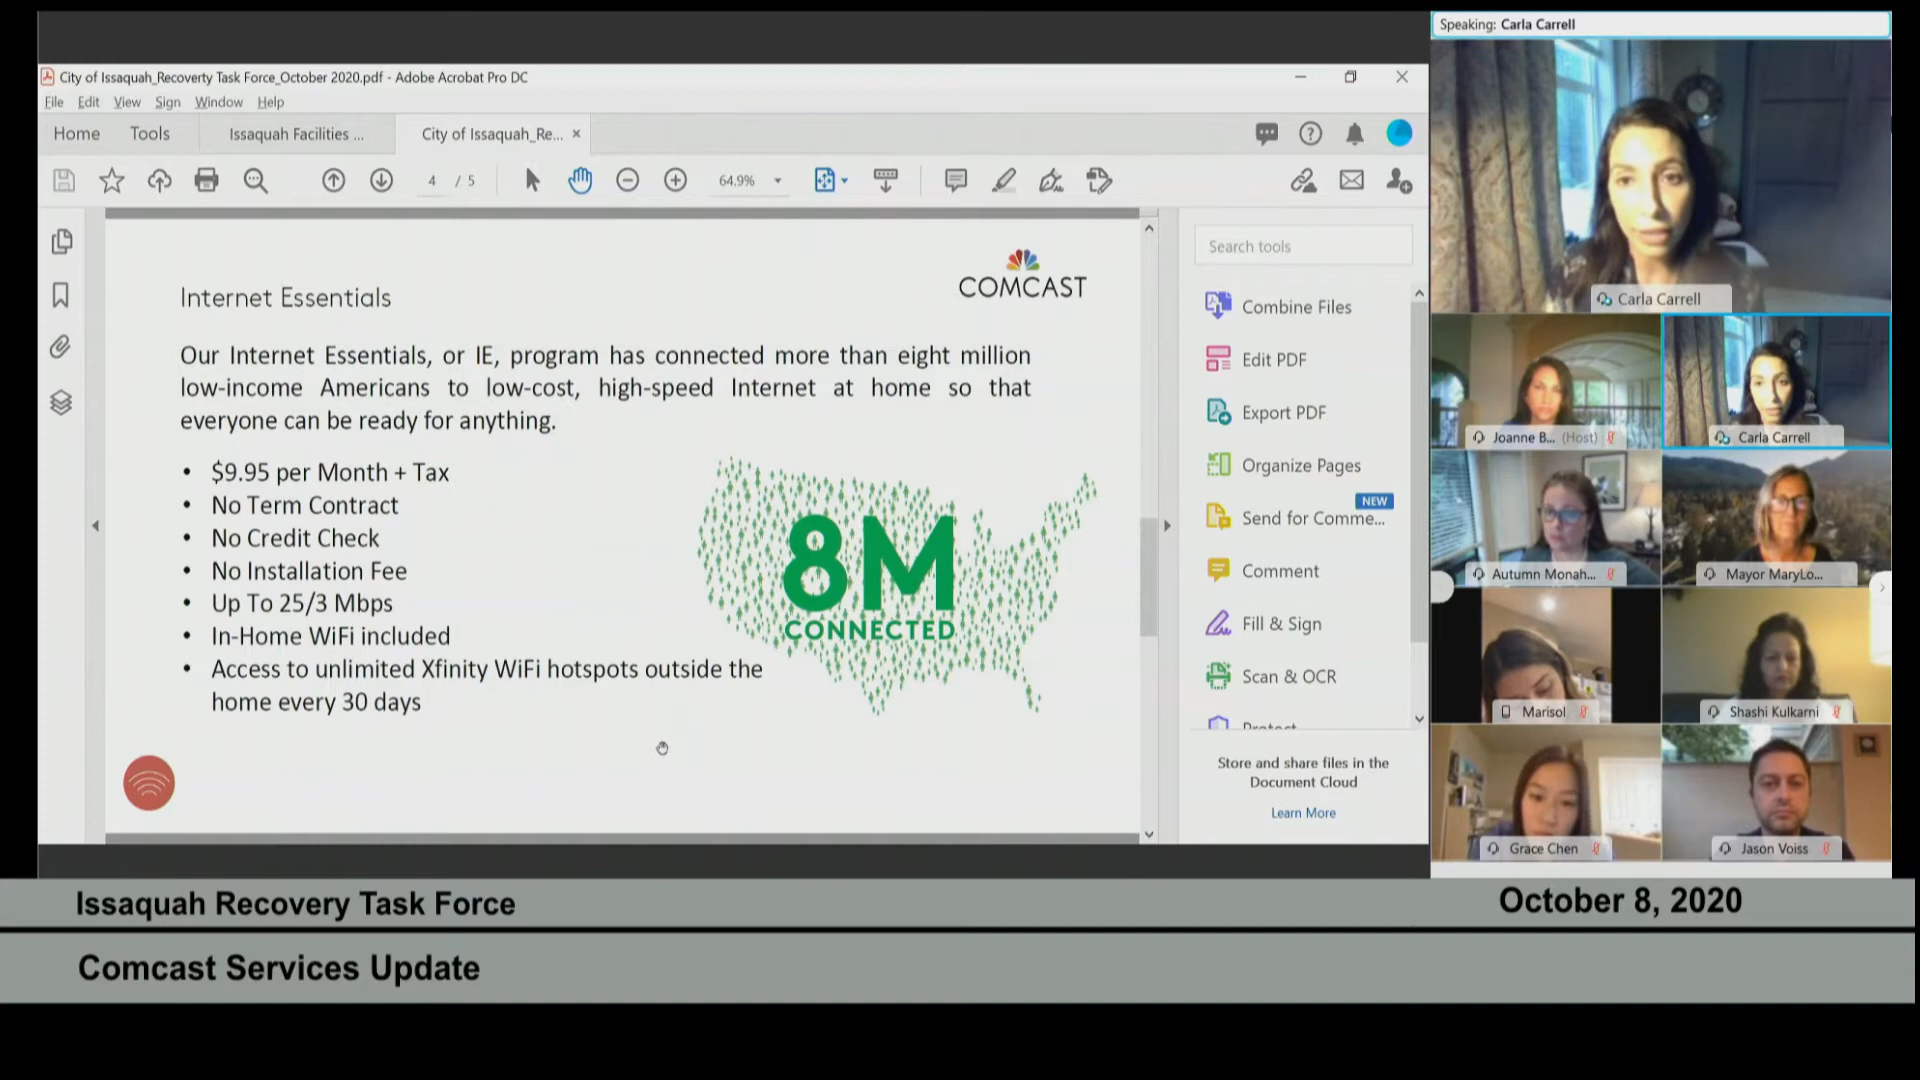 Speaking: Carla Carrell
City of Issaquah_Recoverty Task Force_October 2020.pdf - Adobe Acrobat Pro DC
File Edit View Sign Window Help
Home Tools Issaquah Facilities ... City of Issaquah_Re... ×
4 / 5 64.9%
Search tools
COMCAST
Internet Essentials
Our Internet Essentials, or IE, program has connected more than eight million
low-income Americans to low-cost, high-speed Internet at home so that
everyone can be ready for anything.
• $9.95 per Month + Tax
• No Term Contract
• No Credit Check
• No Installation Fee
• Up To 25/3 Mbps
• In-Home WiFi included
• Access to unlimited Xfinity WiFi hotspots outside the
home every 30 days
8M
CONNECTED
Combine Files
Edit PDF
Export PDF
Organize Pages
NEW
Send for Comme...
Comment
Fill & Sign
Scan & OCR
Protect
Store and share files in the
Document Cloud
Learn More
Carla Carrell
Joanne B... (Host)
Carla Carrell
Autumn Monah...
Mayor MaryLo...
Marisol
Shashi Kulkarni
Grace Chen
Jason Voiss
Issaquah Recovery Task Force
October 8, 2020
Comcast Services Update